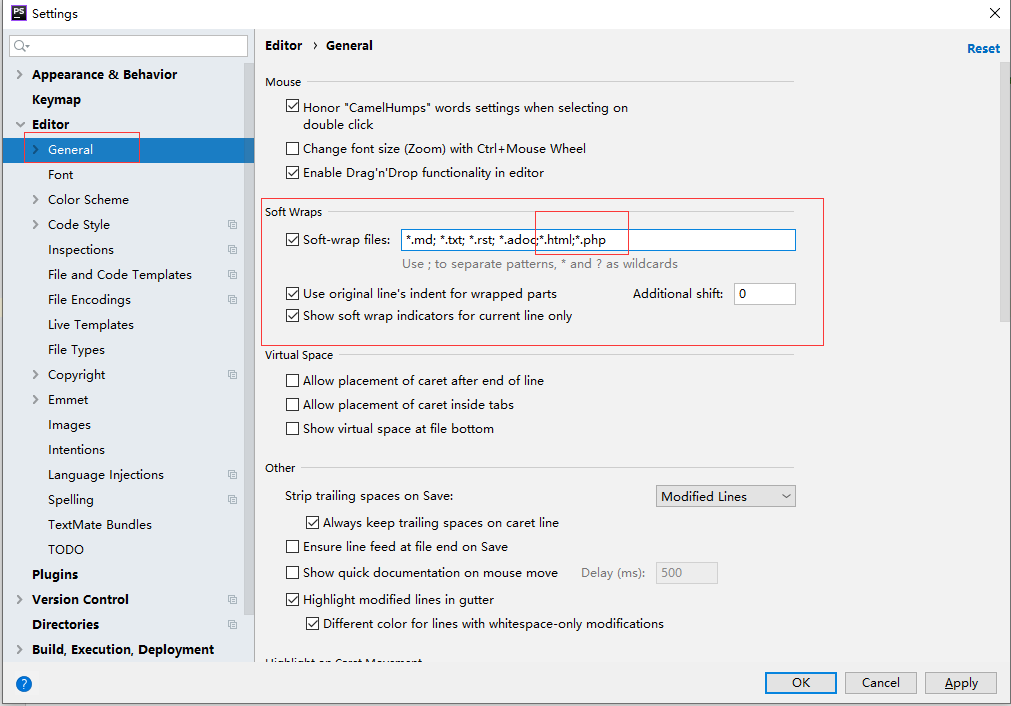 PS Settings
Editor › General
Reset
Appearance & Behavior
Keymap
Editor
General
Font
Color Scheme
Code Style
Inspections
File and Code Templates
File Encodings
Live Templates
File Types
Copyright
Emmet
Images
Intentions
Language Injections
Spelling
TextMate Bundles
TODO
Plugins
Version Control
Directories
Build, Execution, Deployment
Mouse
Honor "CamelHumps" words settings when selecting on
double click
Change font size (Zoom) with Ctrl+Mouse Wheel
Enable Drag'n'Drop functionality in editor
Soft Wraps
Soft-wrap files: *.md; *.txt; *.rst; *.adoc;*.html;*.php
Use ; to separate patterns, * and ? as wildcards
Use original line's indent for wrapped parts Additional shift: 0
Show soft wrap indicators for current line only
Virtual Space
Allow placement of caret after end of line
Allow placement of caret inside tabs
Show virtual space at file bottom
Other
Strip trailing spaces on Save: Modified Lines
Always keep trailing spaces on caret line
Ensure line feed at file end on Save
Show quick documentation on mouse move Delay (ms): 500
Highlight modified lines in gutter
Different color for lines with whitespace-only modifications
Highlight on Caret Movement
? OK Cancel Apply